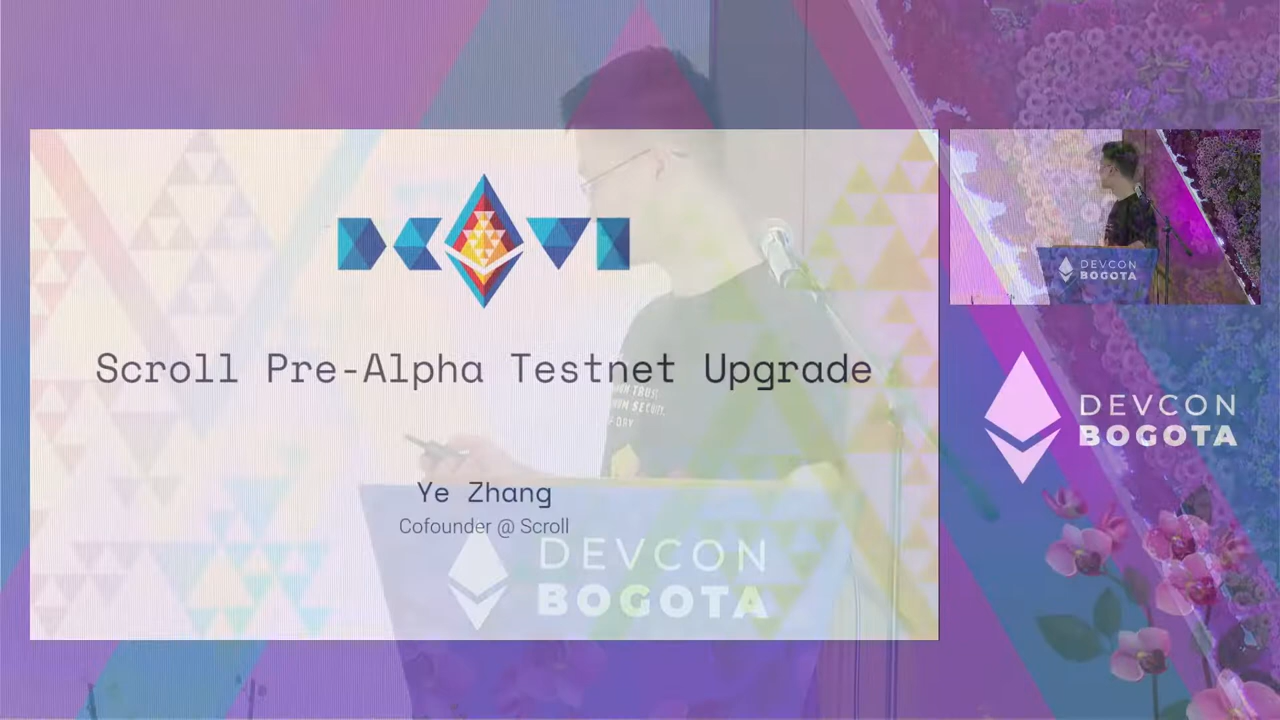 Scroll Pre-Alpha Testnet Upgrade
Ye Zhang
Cofounder @ Scroll
DEVCON
BOGOTA
DEVCON
BOGOTA
DEVCON
BOGOTA